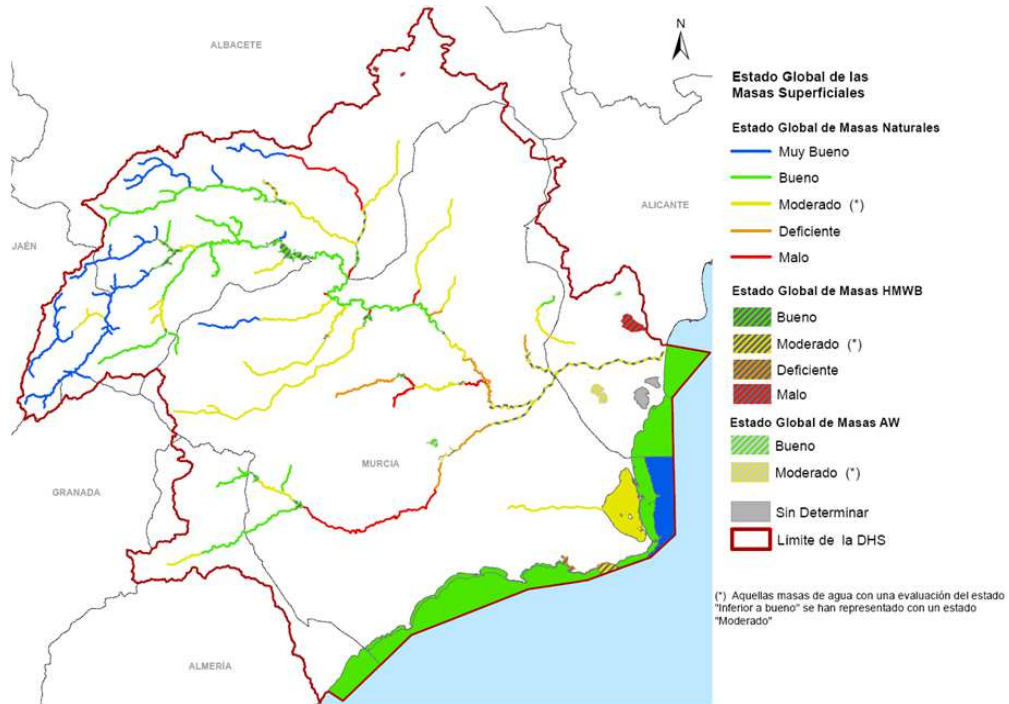 ALBACETE
N
ALICANTE
JAÉN
MURCIA
GRANADA
ALMERÍA
Estado Global de las
Masas Superficiales
Estado Global de Masas Naturales
Muy Bueno
Bueno
Moderado (*)
Deficiente
Malo
Estado Global de Masas HMWB
Bueno
Moderado (*)
Deficiente
Malo
Estado Global de Masas AW
Bueno
Moderado (*)
Sin Determinar
Límite de la DHS
(*) Aquellas masas de agua con una evaluación del estado
"Inferior a bueno" se han representado con un estado
"Moderado"